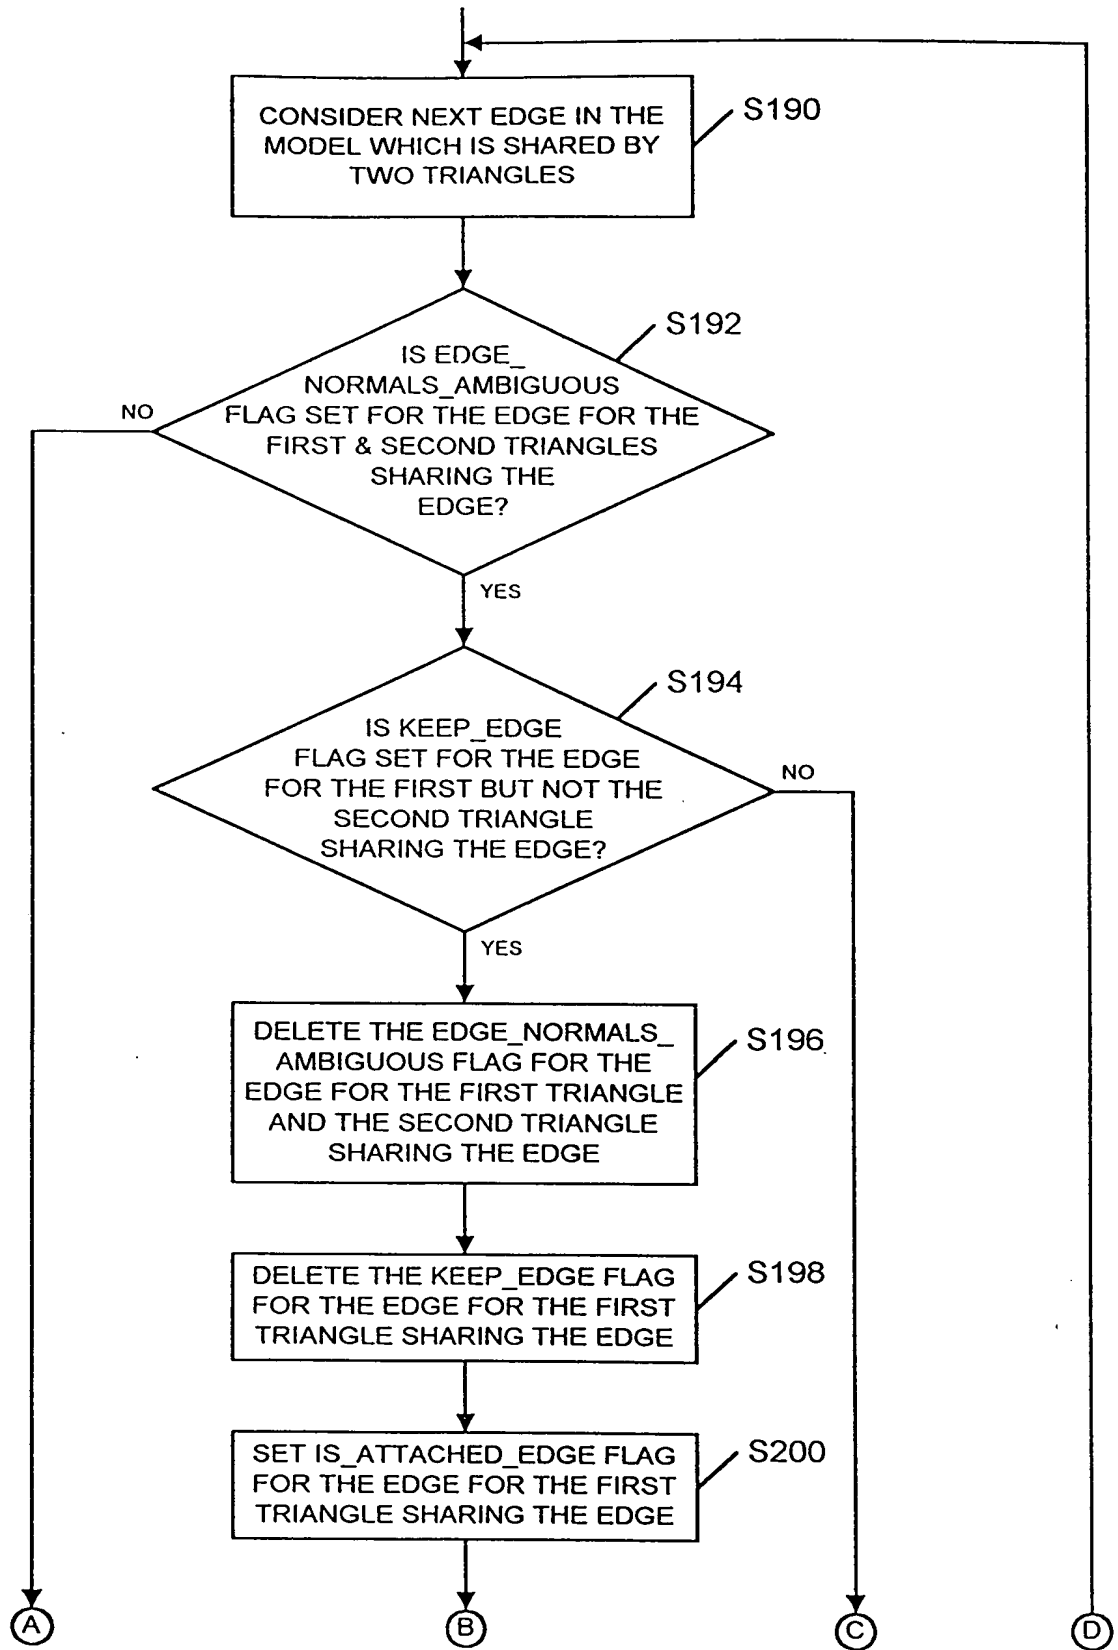 CONSIDER NEXT EDGE IN THE
MODEL WHICH IS SHARED BY
TWO TRIANGLES
S190
IS EDGE_
NORMALS_AMBIGUOUS
FLAG SET FOR THE EDGE FOR THE
FIRST & SECOND TRIANGLES
SHARING THE
EDGE?
S192
NO
YES
IS KEEP_EDGE
FLAG SET FOR THE EDGE
FOR THE FIRST BUT NOT THE
SECOND TRIANGLE
SHARING THE EDGE?
S194
NO
YES
DELETE THE EDGE_NORMALS_
AMBIGUOUS FLAG FOR THE
EDGE FOR THE FIRST TRIANGLE
AND THE SECOND TRIANGLE
SHARING THE EDGE
S196
DELETE THE KEEP_EDGE FLAG
FOR THE EDGE FOR THE FIRST
TRIANGLE SHARING THE EDGE
S198
SET IS_ATTACHED_EDGE FLAG
FOR THE EDGE FOR THE FIRST
TRIANGLE SHARING THE EDGE
S200
A
B
C
D